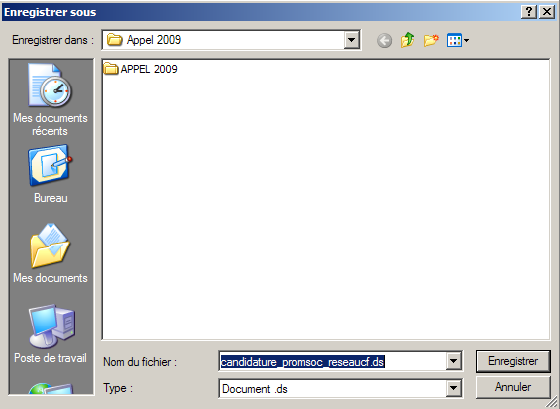 Enregistrer sous
Enregistrer dans : Appel 2009
APPEL 2009
Mes documents
récents
Bureau
Mes documents
Poste de travail
Nom du fichier : candidature_promsoc_reseaucf.ds Enregistrer
Type : Document .ds Annuler